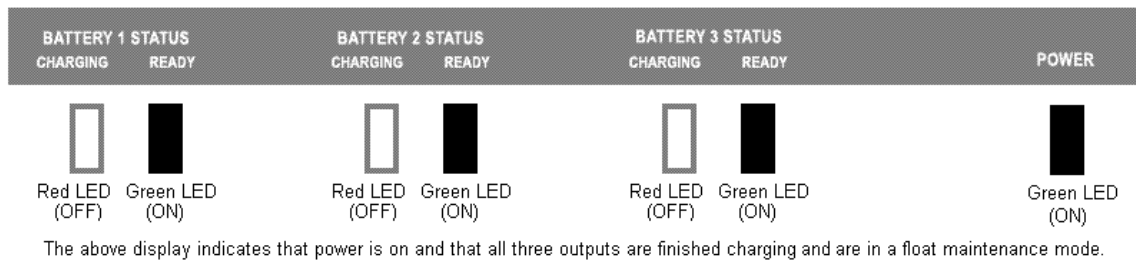 BATTERY 1 STATUS BATTERY 2 STATUS BATTERY 3 STATUS
CHARGING READY CHARGING READY CHARGING READY POWER
Red LED Green LED Red LED Green LED Red LED Green LED Green LED
(OFF) (ON) (OFF) (ON) (OFF) (ON) (ON)
The above display indicates that power is on and that all three outputs are finished charging and are in a float maintenance mode.